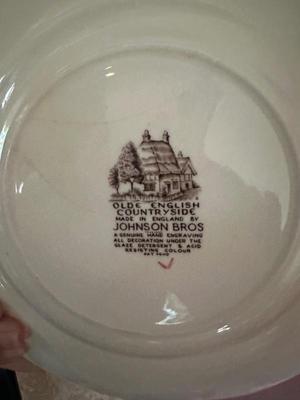 OLDE ENGLISH
COUNTRYSIDE
MADE IN ENGLAND BY
JOHNSON BROS
A GENUINE HAND ENGRAVING
ALL DECORATION UNDER THE
GLAZE DETERGENT & ACID
RESISTING COLOUR